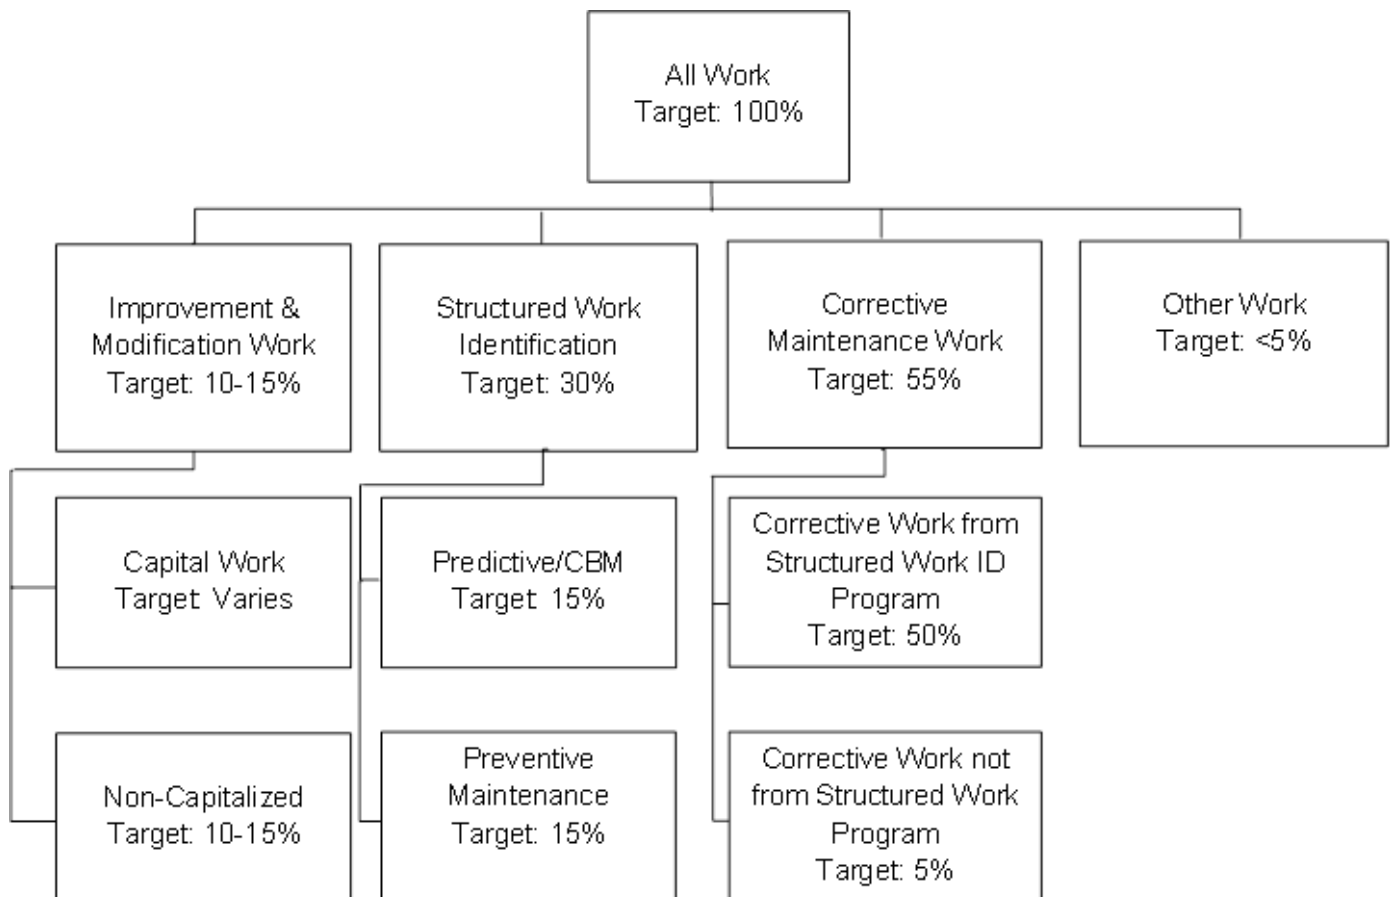 All Work
Target: 100%
Improvement &
Modification Work
Target: 10-15%
Structured Work
Identification
Target: 30%
Corrective
Maintenance Work
Target: 55%
Other Work
Target: <5%
Capital Work
Target: Varies
Predictive/CBM
Target: 15%
Corrective Work from
Structured Work ID
Program
Target: 50%
Non-Capitalized
Target: 10-15%
Preventive
Maintenance
Target: 15%
Corrective Work not
from Structured Work
Program
Target: 5%